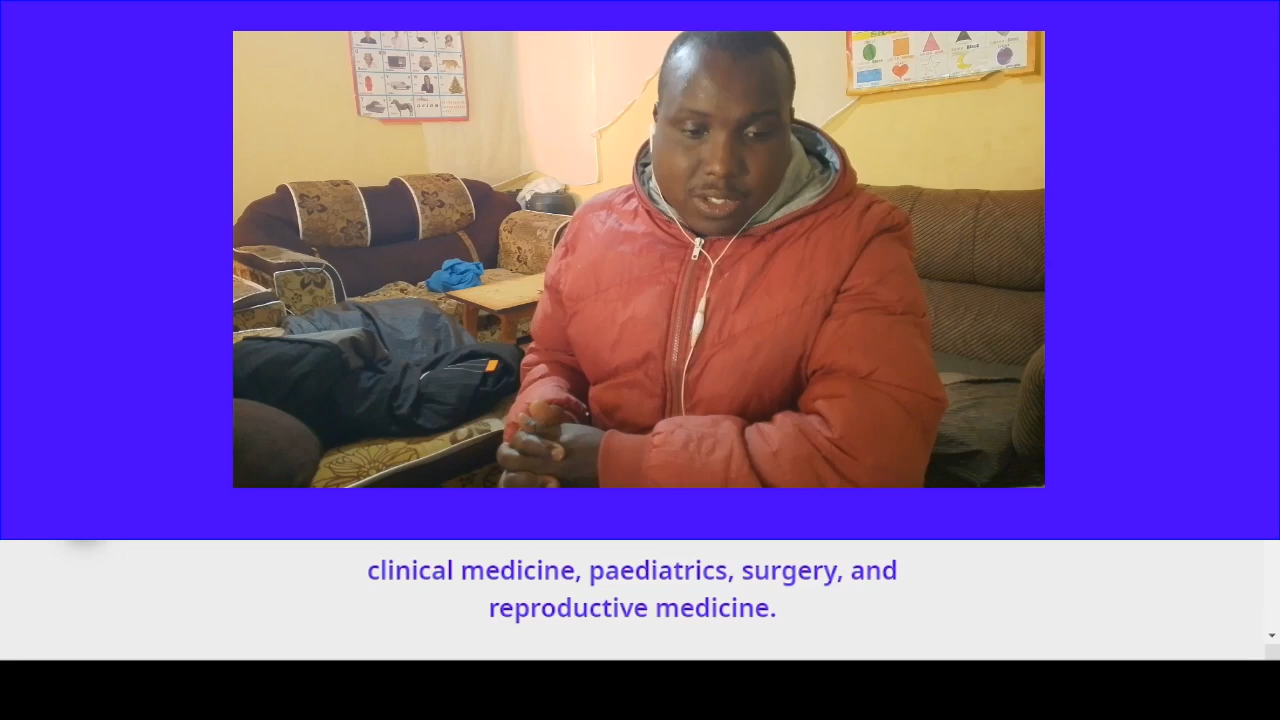 clinical medicine, paediatrics, surgery, and
reproductive medicine.